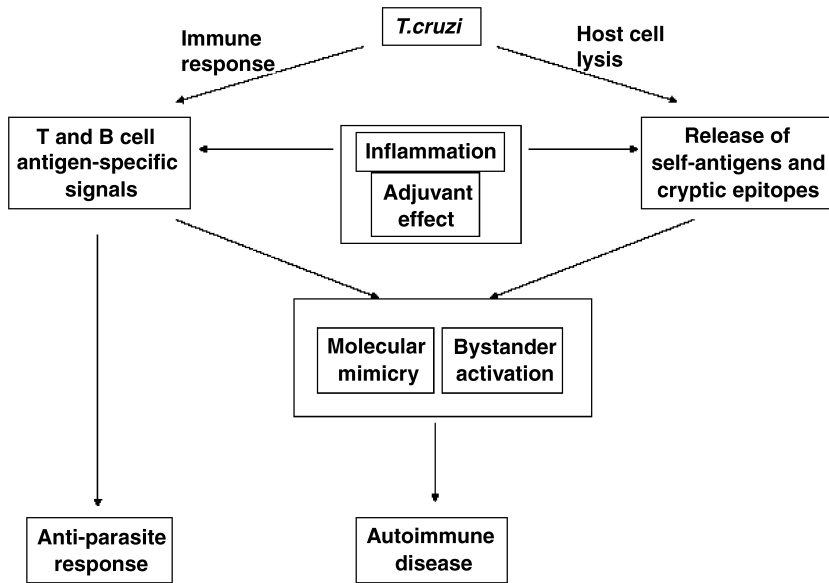 T.cruzi
Immune
response
Host cell
lysis
T and B cell
antigen-specific
signals
Inflammation
Adjuvant
effect
Release of
self-antigens and
cryptic epitopes
Molecular
mimicry
Bystander
activation
Anti-parasite
response
Autoimmune
disease